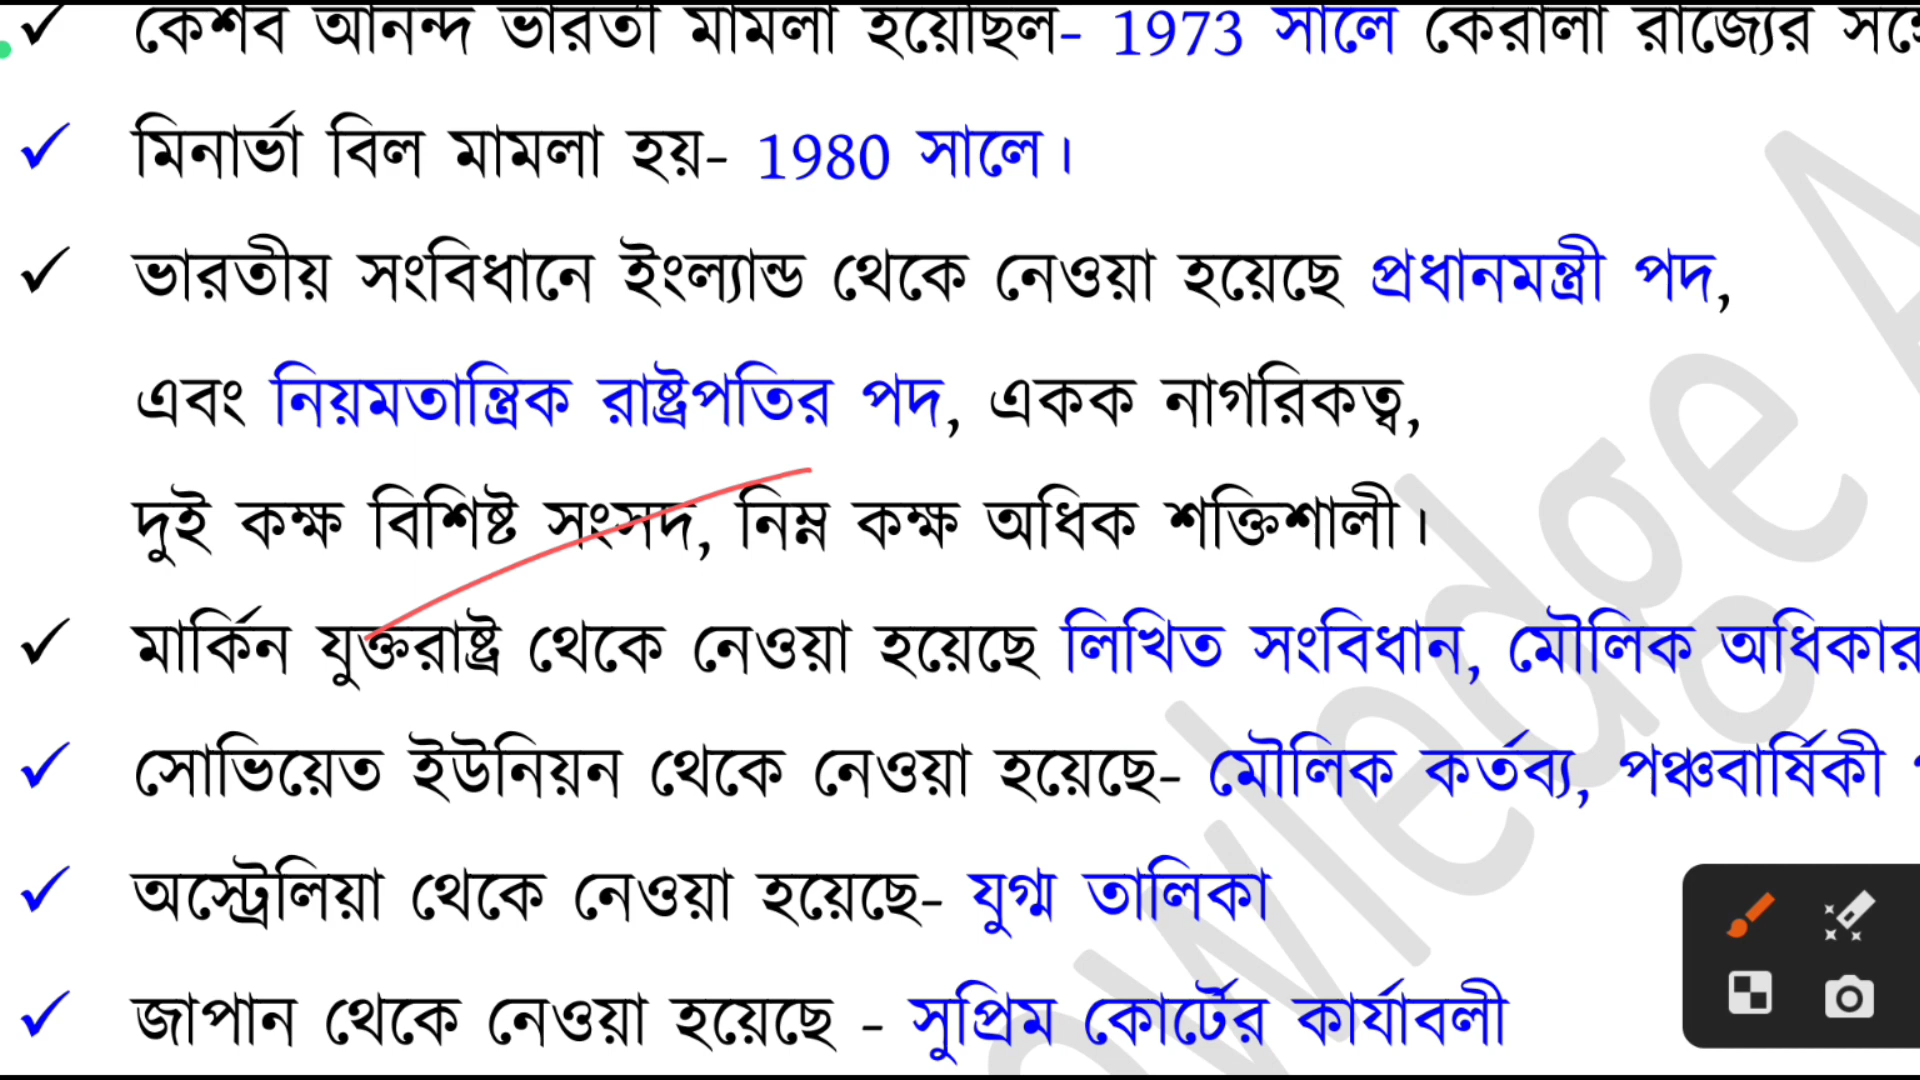 কেশব আনন্দ ভারতী মামলা হয়েছিল- 1973 সালে কেরালা রাজ্যের
মিনার্ভা বিল মামলা হয়- 1980 সালে।
ভারতীয় সংবিধানে ইংল্যান্ড থেকে নেওয়া হয়েছে প্রধানমন্ত্রী পদ,
এবং নিয়মতান্ত্রিক রাষ্ট্রপতির পদ, একক নাগরিকত্ব,
দুই কক্ষ বিশিষ্ট সংসদ, নিম্ন কক্ষ অধিক শক্তিশালী।
মার্কিন যুক্তরাষ্ট্র থেকে নেওয়া হয়েছে লিখিত সংবিধান, মৌলিক অধিকার
সোভিয়েত ইউনিয়ন থেকে নেওয়া হয়েছে- মৌলিক কর্তব্য, পঞ্চবার্ষিকী
অস্ট্রেলিয়া থেকে নেওয়া হয়েছে- যুগ্ম তালিকা
জাপান থেকে নেওয়া হয়েছে - সুপ্রিম কোর্টের কার্যাবলী